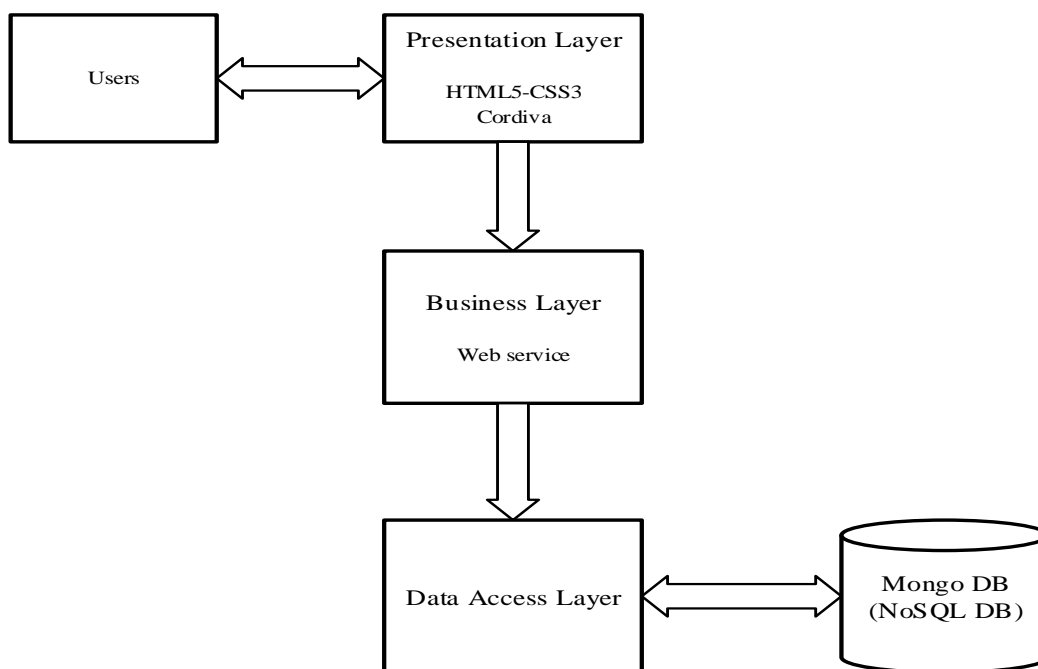 Users
Presentation Layer
HTML5-CSS3
Cordiva
Business Layer
Web service
Data Access Layer
Mongo DB
(NoSQL DB)